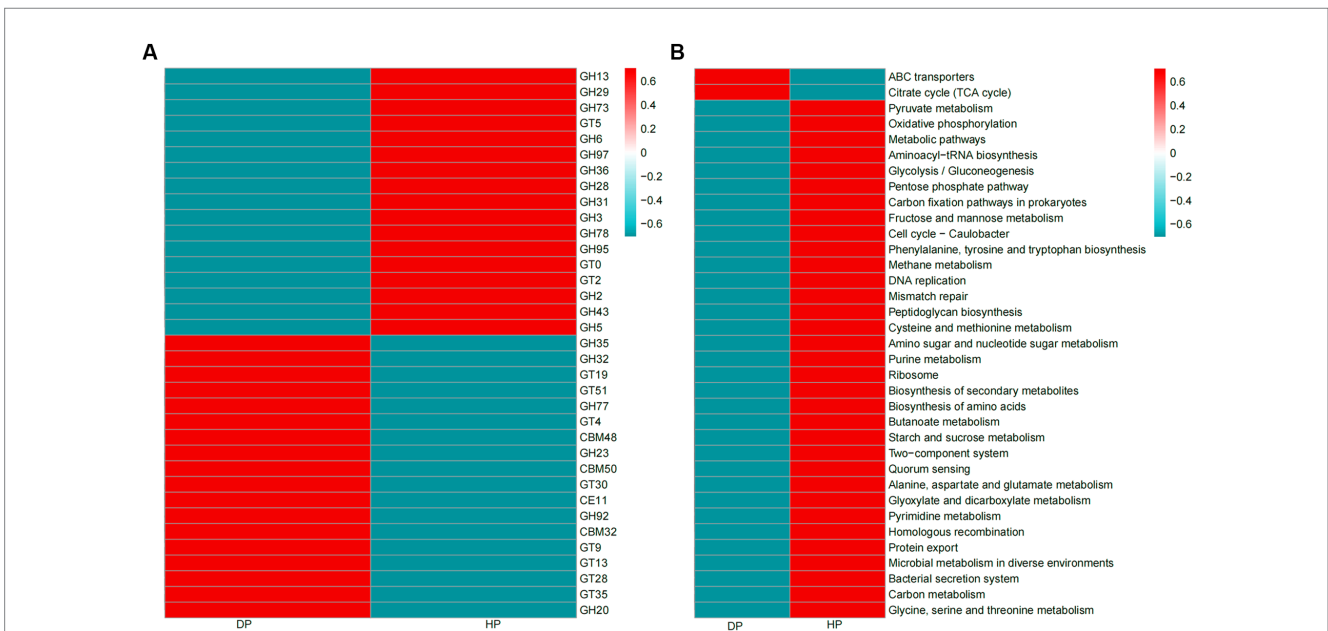 A
GH13
GH29
GH73
GT5
GH6
GH97
GH36
GH28
GH31
GH3
GH78
GH95
GT0
GT2
GH2
GH43
GH5
GH35
GH32
GT19
GT51
GH77
GT4
CBM48
GH23
CBM50
GT30
CE11
GH92
CBM32
GT9
GT13
GT28
GT35
GH20
0.6
0.4
0.2
0
−0.2
−0.4
−0.6
DP HP
B
ABC transporters
Citrate cycle (TCA cycle)
Pyruvate metabolism
Oxidative phosphorylation
Metabolic pathways
Aminoacyl−tRNA biosynthesis
Glycolysis / Gluconeogenesis
Pentose phosphate pathway
Carbon fixation pathways in prokaryotes
Fructose and mannose metabolism
Cell cycle − Caulobacter
Phenylalanine, tyrosine and tryptophan biosynthesis
Methane metabolism
DNA replication
Mismatch repair
Peptidoglycan biosynthesis
Cysteine and methionine metabolism
Amino sugar and nucleotide sugar metabolism
Purine metabolism
Ribosome
Biosynthesis of secondary metabolites
Biosynthesis of amino acids
Butanoate metabolism
Starch and sucrose metabolism
Two−component system
Quorum sensing
Alanine, aspartate and glutamate metabolism
Glyoxylate and dicarboxylate metabolism
Pyrimidine metabolism
Homologous recombination
Protein export
Microbial metabolism in diverse environments
Bacterial secretion system
Carbon metabolism
Glycine, serine and threonine metabolism
0.6
0.4
0.2
0
−0.2
−0.4
−0.6
DP HP